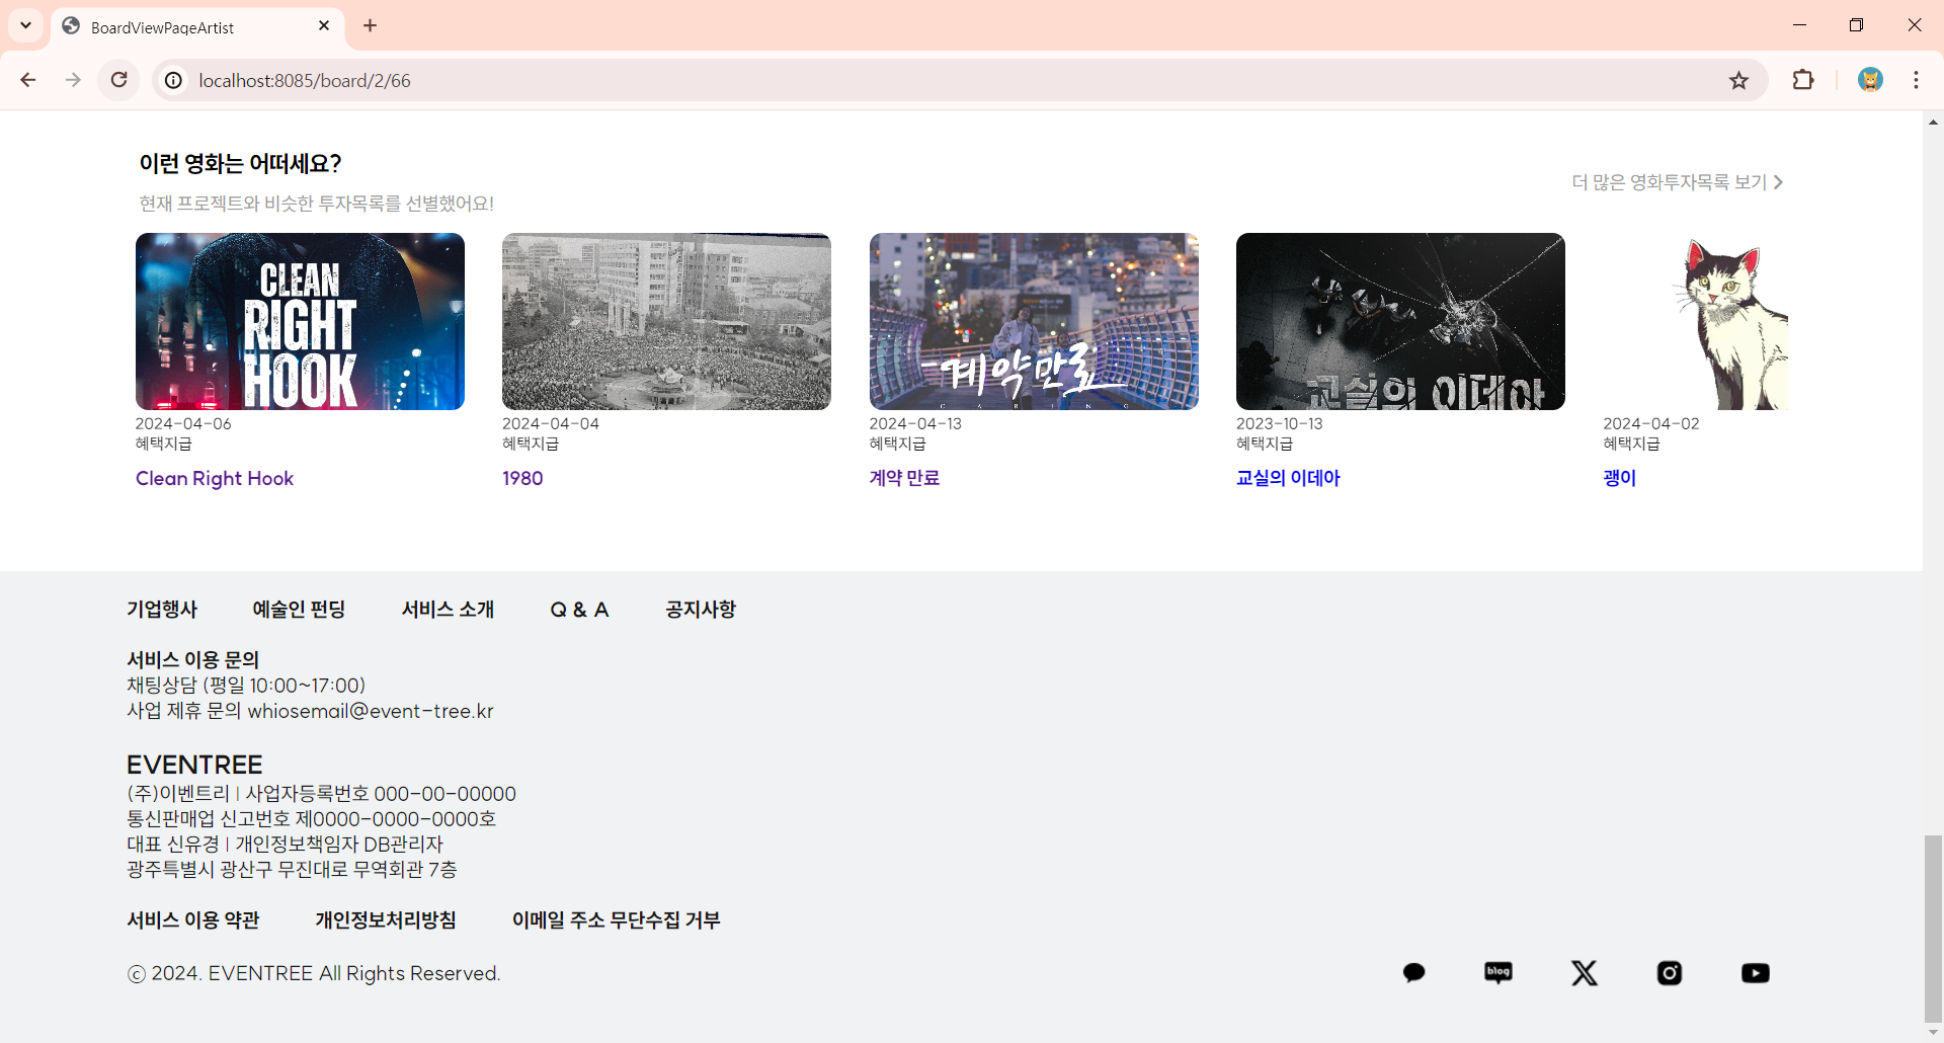 BoardViewPageArtist
localhost:8085/board/2/66
이런 영화는 어떠세요?
현재 프로젝트와 비슷한 투자목록를 선별했어요!
더 많은 영화투자목록 보기
CLEAN
RIGHT
HOOK
계약만료
교실의 이데아
2024-04-06
혜택지급
Clean Right Hook
2024-04-04
혜택지급
1980
2024-04-13
혜택지급
계약 만료
2023-10-13
혜택지급
교실의 이데아
2024-04-02
혜택지급
괭이
기업행사 예술인 펀딩 서비스 소개 Q & A 공지사항
서비스 이용 문의
채팅상담 (평일 10:00~17:00)
사업 제휴 문의 whiosemail@event-tree.kr
EVENTREE
(주)이벤트리 | 사업자등록번호 000-00-00000
통신판매업 신고번호 제0000-0000-0000호
대표 신유경 | 개인정보책임자 DB관리자
광주특별시 광산구 무진대로 무역회관 7층
서비스 이용 약관 개인정보처리방침 이메일 주소 무단수집 거부
ⓒ 2024. EVENTREE All Rights Reserved.
blog